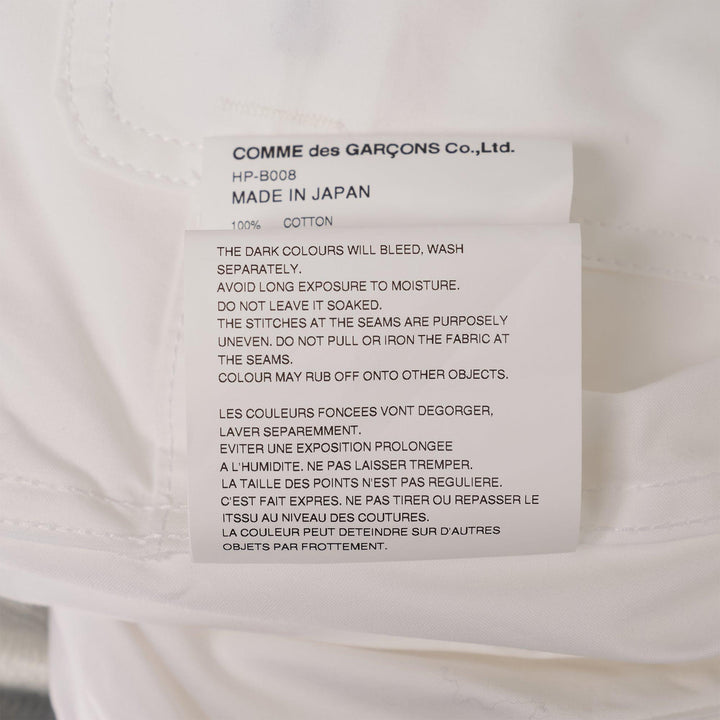 COMME des GARÇONS Co.,Ltd.
HP-B008
MADE IN JAPAN
100% COTTON
THE DARK COLOURS WILL BLEED, WASH
SEPARATELY.
AVOID LONG EXPOSURE TO MOISTURE.
DO NOT LEAVE IT SOAKED.
THE STITCHES AT THE SEAMS ARE PURPOSELY
UNEVEN. DO NOT PULL OR IRON THE FABRIC AT
THE SEAMS.
COLOUR MAY RUB OFF ONTO OTHER OBJECTS.
LES COULEURS FONCEES VONT DEGORGER,
LAVER SEPAREMMENT.
EVITER UNE EXPOSITION PROLONGEE
A L'HUMIDITE. NE PAS LAISSER TREMPER.
LA TAILLE DES POINTS N'EST PAS REGULIERE.
C'EST FAIT EXPRES. NE PAS TIRER OU REPASSER LE
ITSSU AU NIVEAU DES COUTURES.
LA COULEUR PEUT DETEINDRE SUR D'AUTRES
OBJETS PAR FROTTEMENT.